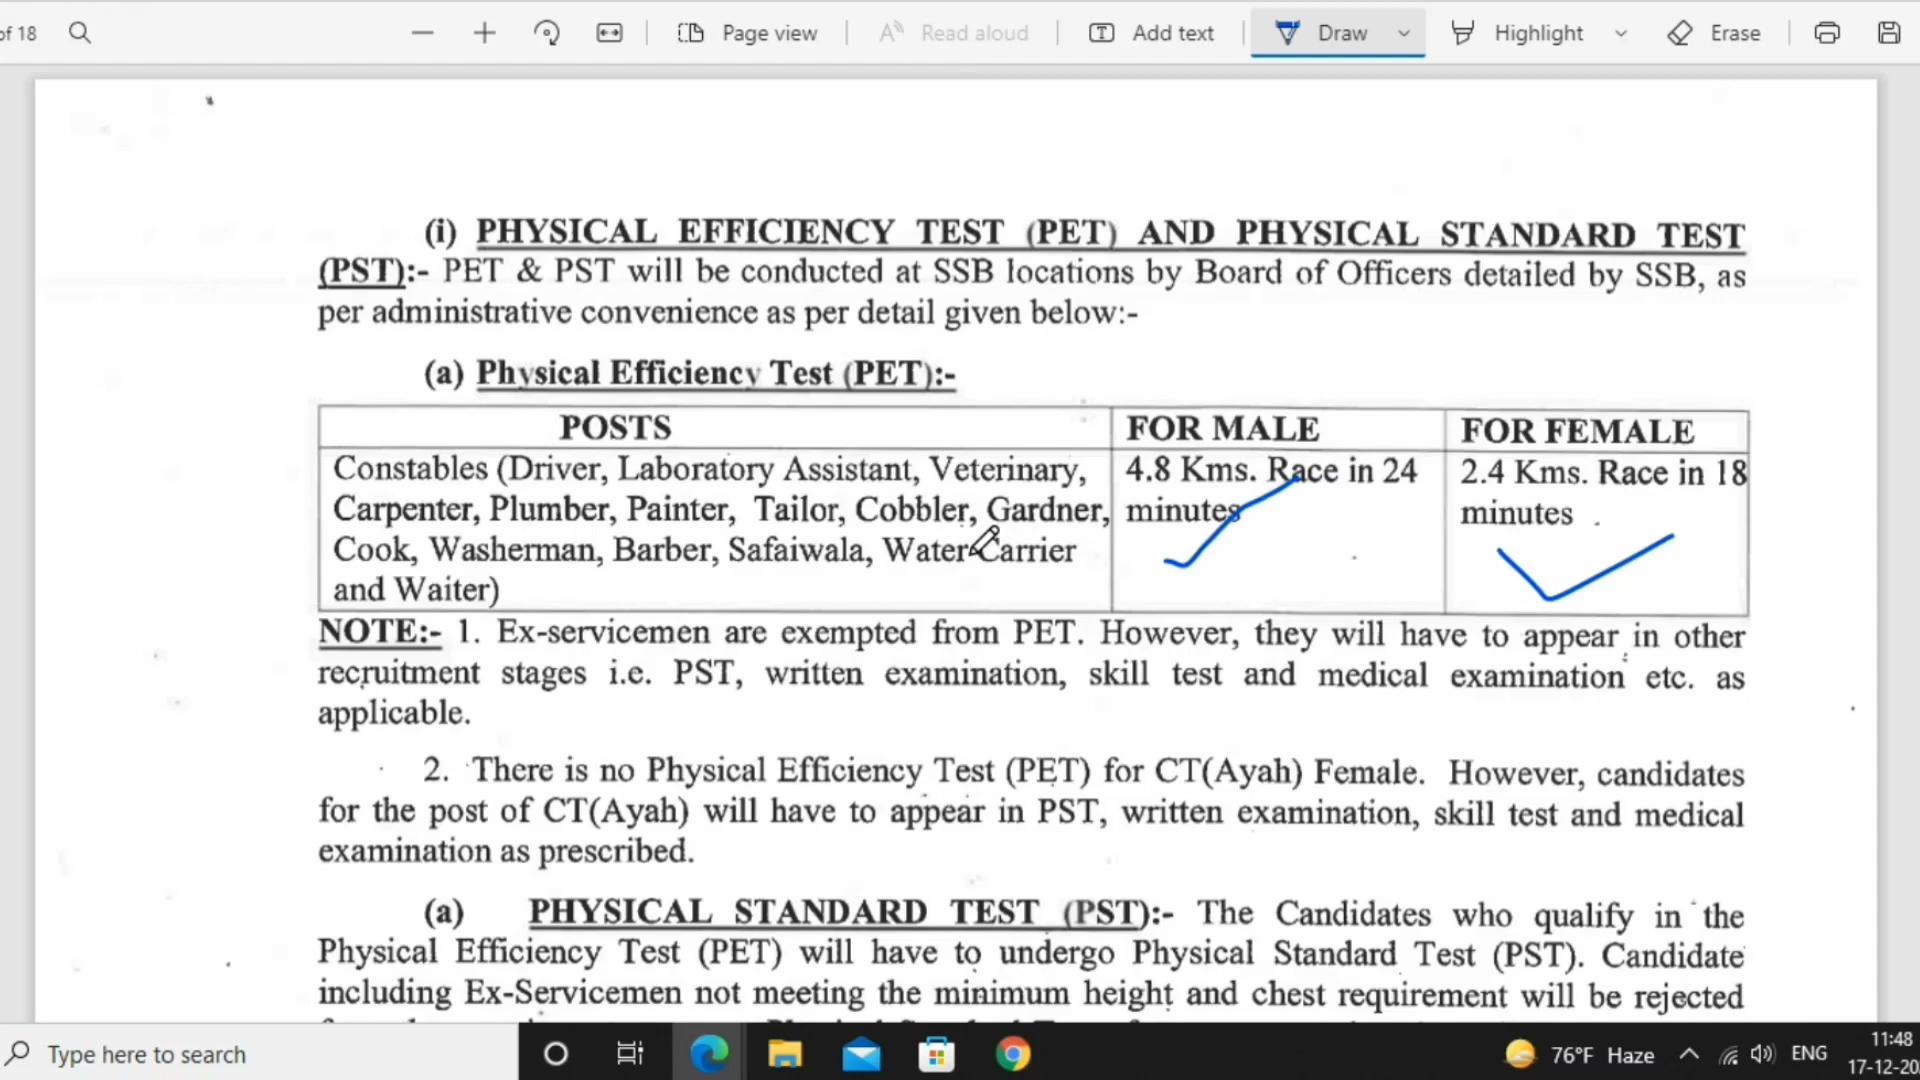 of 18
Page view
Read aloud
Add text
Draw
Highlight
Erase
(i) PHYSICAL EFFICIENCY TEST (PET) AND PHYSICAL STANDARD TEST
(PST):- PET & PST will be conducted at SSB locations by Board of Officers detailed by SSB, as
per administrative convenience as per detail given below:-
(a) Physical Efficiency Test (PET):-
POSTS FOR MALE FOR FEMALE
Constables (Driver, Laboratory Assistant, Veterinary, 4.8 Kms. Race in 24 2.4 Kms. Race in 18
Carpenter, Plumber, Painter, Tailor, Cobbler, Gardner, minutes minutes
Cook, Washerman, Barber, Safaiwala, Water Carrier
and Waiter)
NOTE:- 1. Ex-servicemen are exempted from PET. However, they will have to appear in other
recruitment stages i.e. PST, written examination, skill test and medical examination etc. as
applicable.
2. There is no Physical Efficiency Test (PET) for CT(Ayah) Female. However, candidates
for the post of CT(Ayah) will have to appear in PST, written examination, skill test and medical
examination as prescribed.
(a) PHYSICAL STANDARD TEST (PST):- The Candidates who qualify in the
Physical Efficiency Test (PET) will have to undergo Physical Standard Test (PST). Candidate
including Ex-Servicemen not meeting the minimum height and chest requirement will be rejected
Type here to search
76°F Haze
ENG
11:48
17-12-20